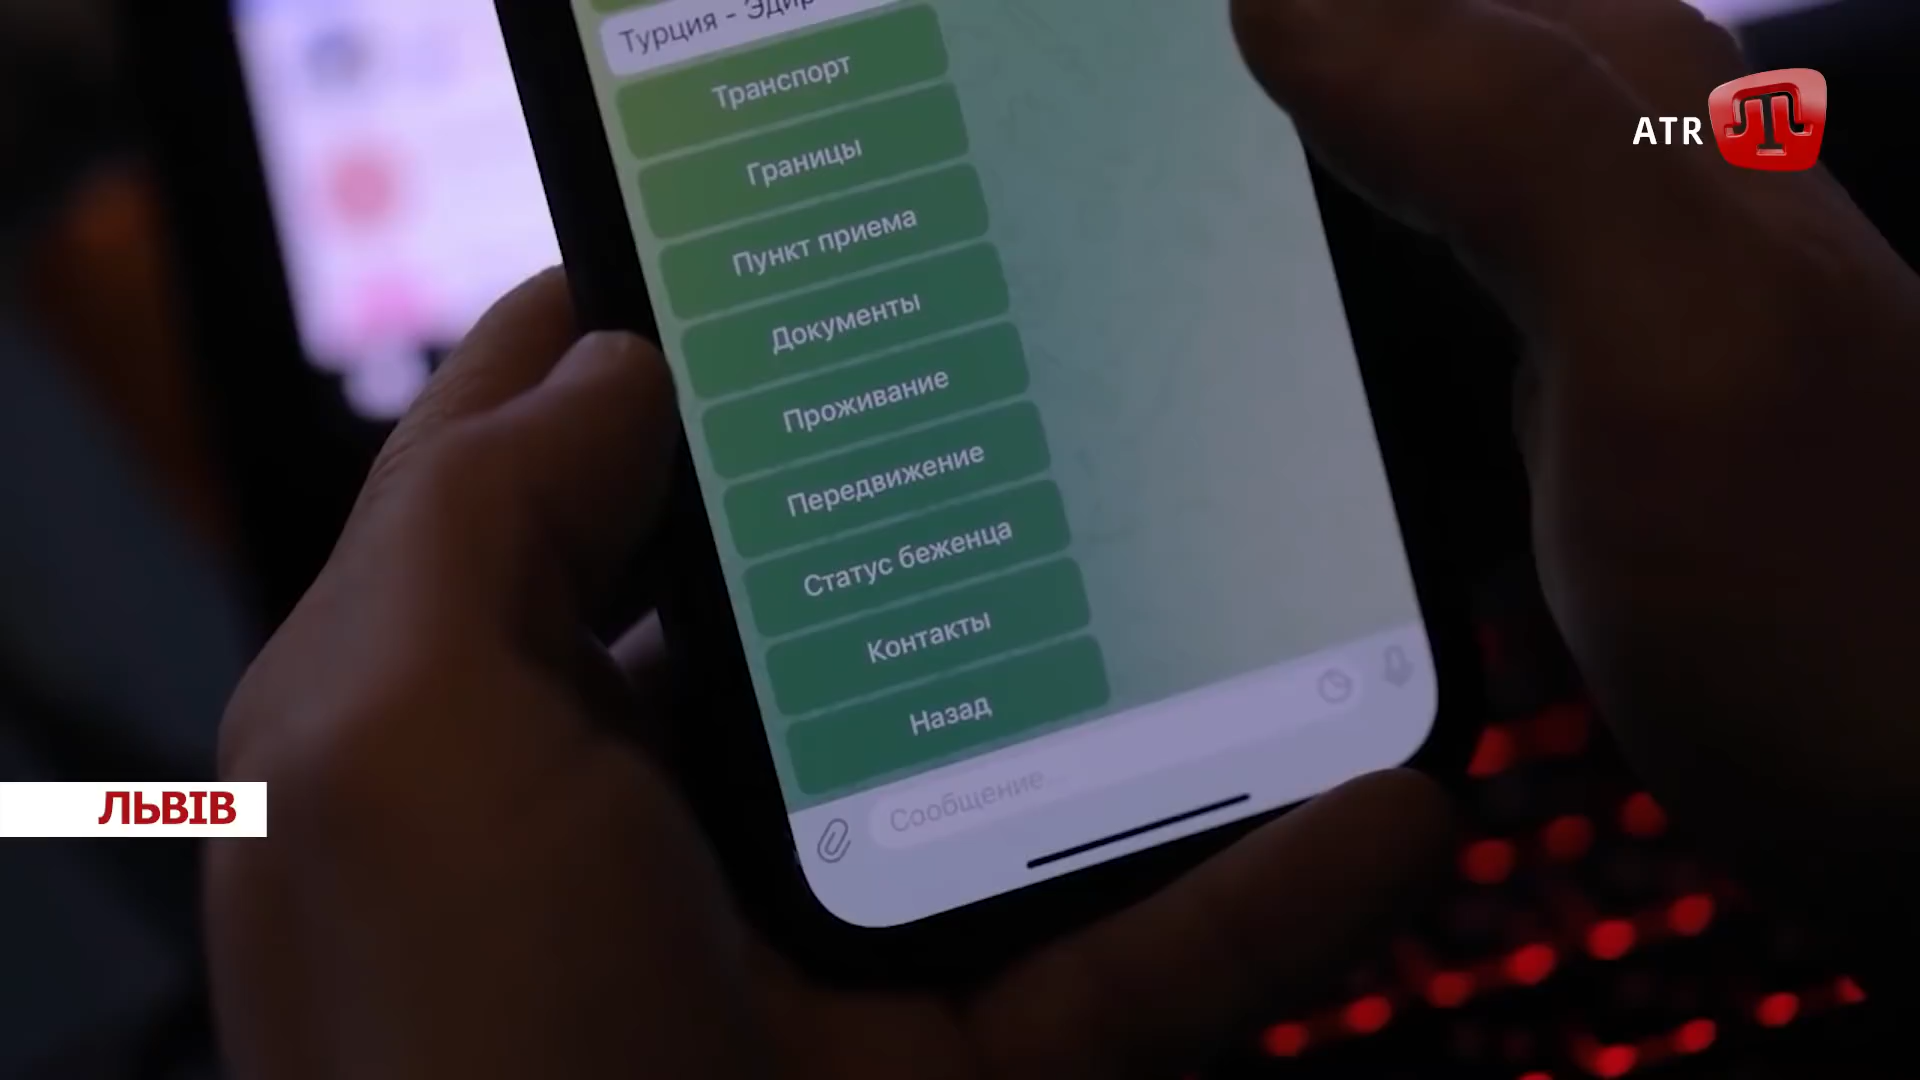 Турция -
Транспорт
Границы
Пункт приема
Документы
Проживание
Передвижение
Статус беженца
Контакты
Назад
Сообщение
ATR
ЛЬВІВ